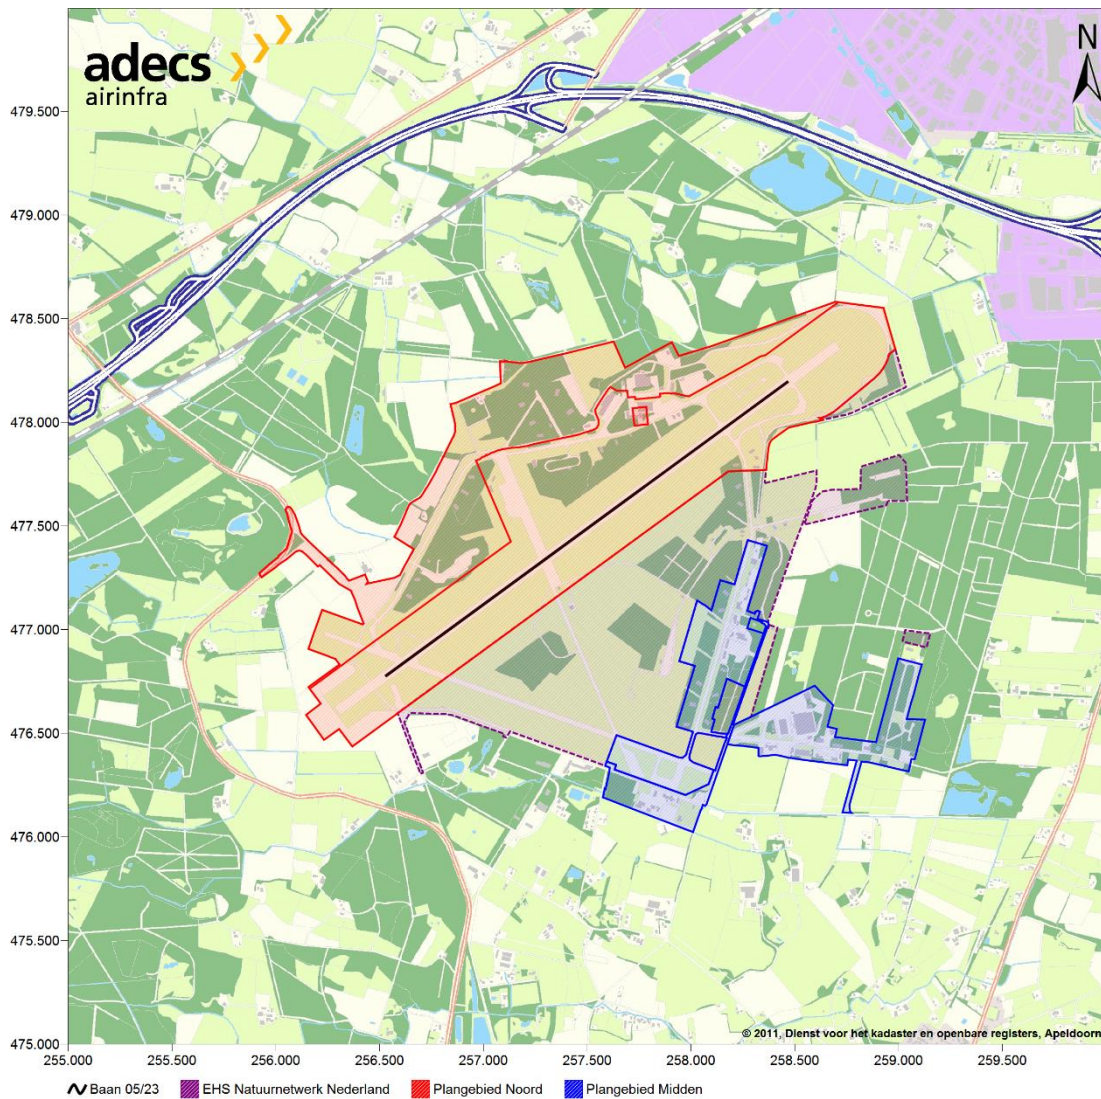 adecs
airinfra
N
479.500
479.000
478.500
478.000
477.500
477.000
476.500
476.000
475.500
475.000
© 2011, Dienst voor het kadaster en openbare registers, Apeldoorn
255.000 255.500 256.000 256.500 257.000 257.500 258.000 258.500 259.000 259.500
Baan 05/23 EHS Natuurnetwerk Nederland Plangebied Noord Plangebied Midden